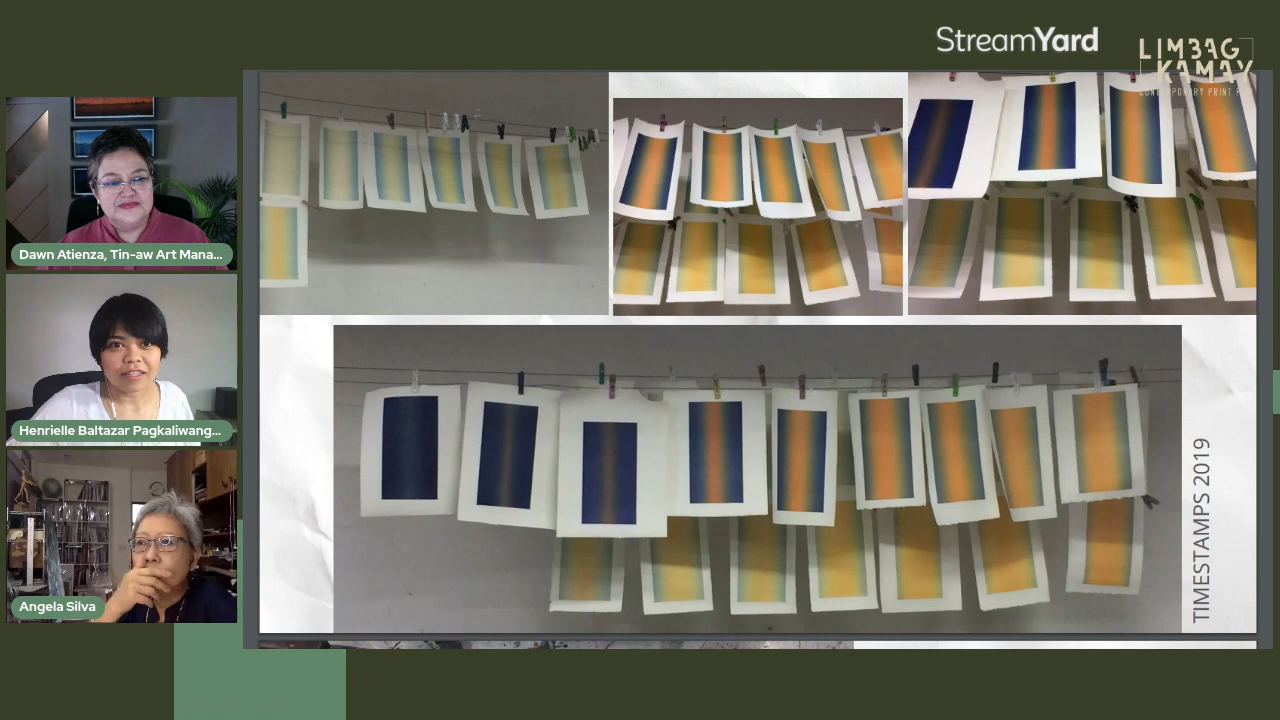 StreamYard
LIMBAG
KAMAY
CONTEMPORARY PRINT F
Dawn Atienza, Tin-aw Art Mana...
Henrielle Baltazar Pagkaliwang...
Angela Silva
TIMESTAMPS 2019